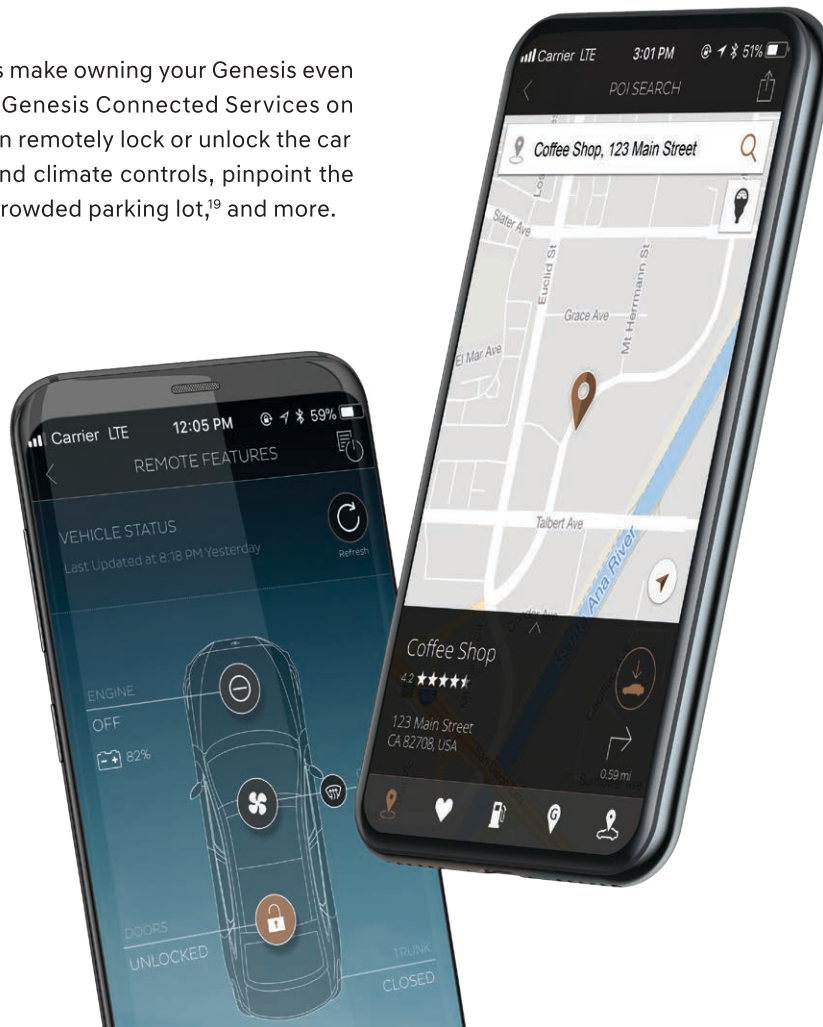 s make owning your Genesis even
Genesis Connected Services on
n remotely lock or unlock the car
nd climate controls, pinpoint the
rowded parking lot,¹⁹ and more.
Carrier LTE 3:01 PM 51%
POI SEARCH
Coffee Shop, 123 Main Street
Slater Ave
Euclid St
Mt Herrmann St
Grace Ave
El Mar Ave
Talbert Ave
Santa Ana River
Coffee Shop
4.2
123 Main Street
CA 82708, USA
0.59 mi
G
Carrier LTE 12:05 PM 59%
REMOTE FEATURES
VEHICLE STATUS
Last Updated at 8:18 PM Yesterday
Refresh
ENGINE
OFF
82%
DOORS
UNLOCKED
TRUNK
CLOSED